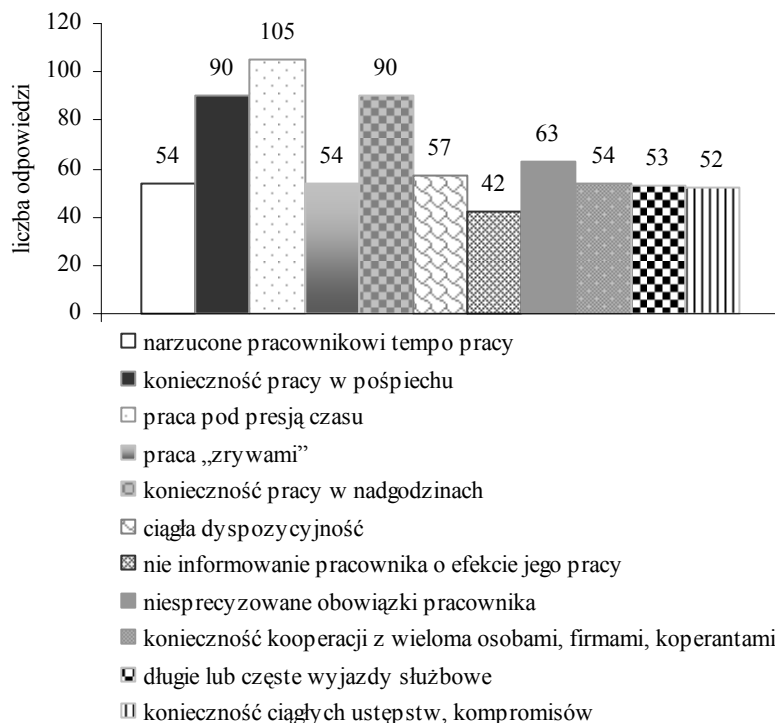 120
100
80
60
40
20
0
liczba odpowiedzi
54
90
105
54
90
57
42
63
54
53
52
narzucone pracownikowi tempo pracy
konieczność pracy w pośpiechu
praca pod presją czasu
praca „zrywami”
konieczność pracy w nadgodzinach
ciągła dyspozycyjność
nie informowanie pracownika o efekcie jego pracy
niesprecyzowane obowiązki pracownika
konieczność kooperacji z wieloma osobami, firmami, koperantami
długie lub częste wyjazdy służbowe
konieczność ciągłych ustępstw, kompromisów